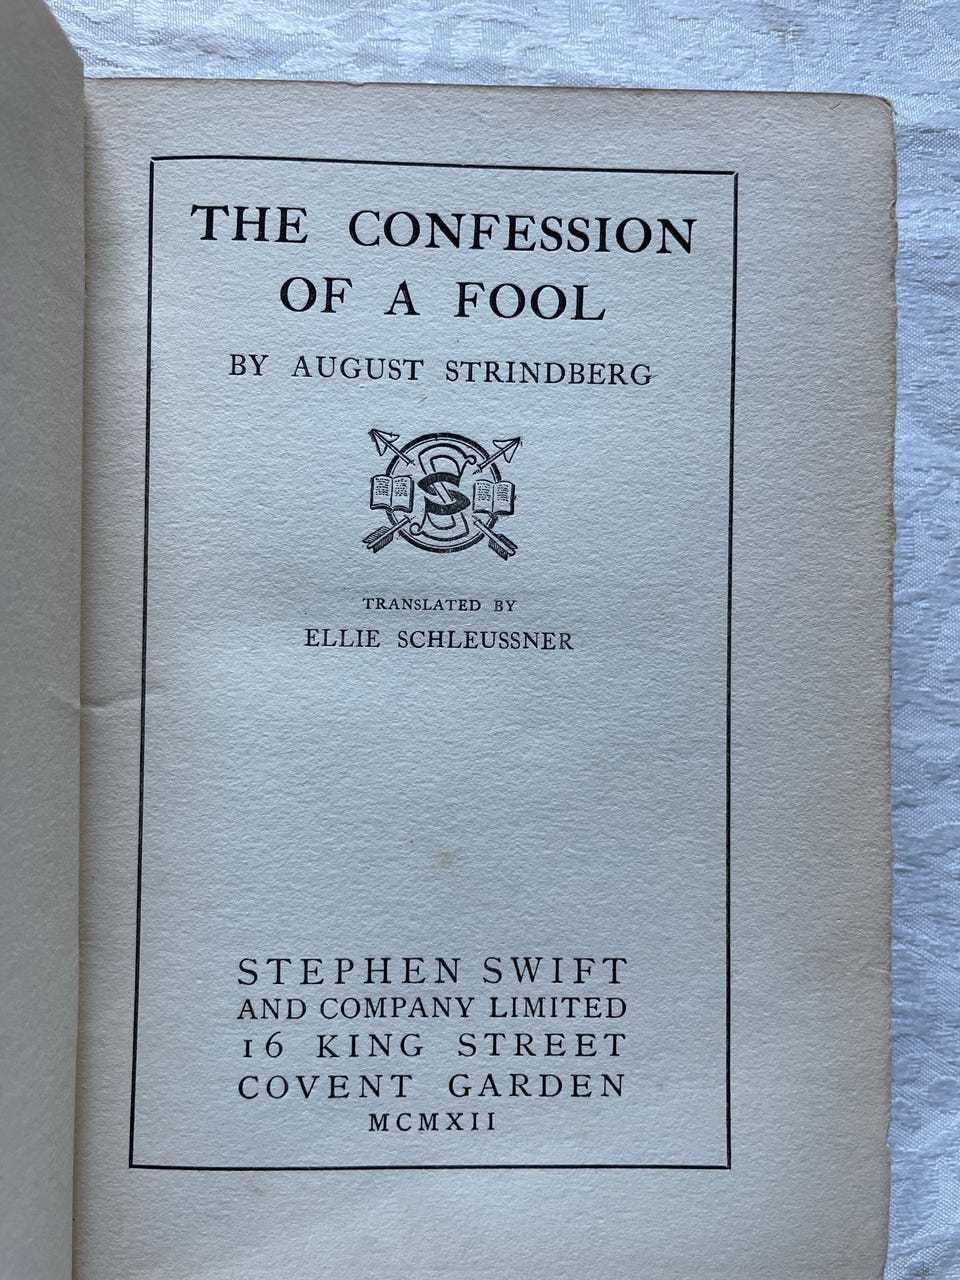 THE CONFESSION
OF A FOOL
BY AUGUST STRINDBERG
SS
TRANSLATED BY
ELLIE SCHLEUSSNER
STEPHEN SWIFT
AND COMPANY LIMITED
16 KING STREET
COVENT GARDEN
MCMXII